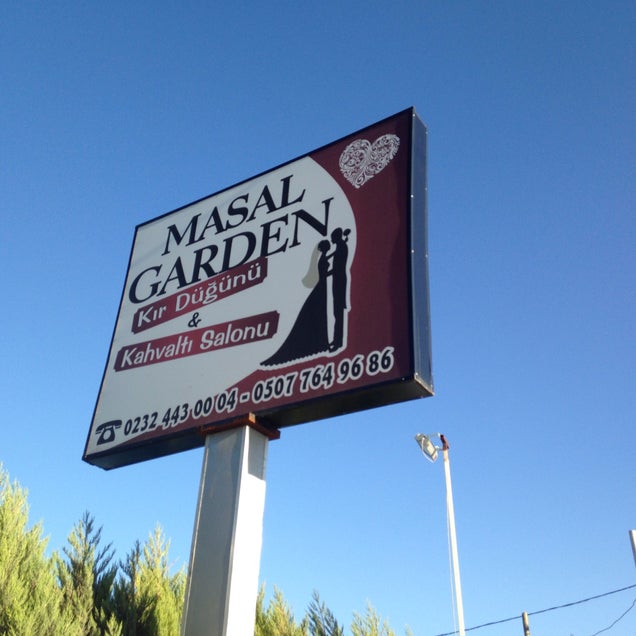 MASAL
GARDEN
Kır Düğünü
&
Kahvaltı Salonu
0232 443 00 04 - 0507 764 96 86